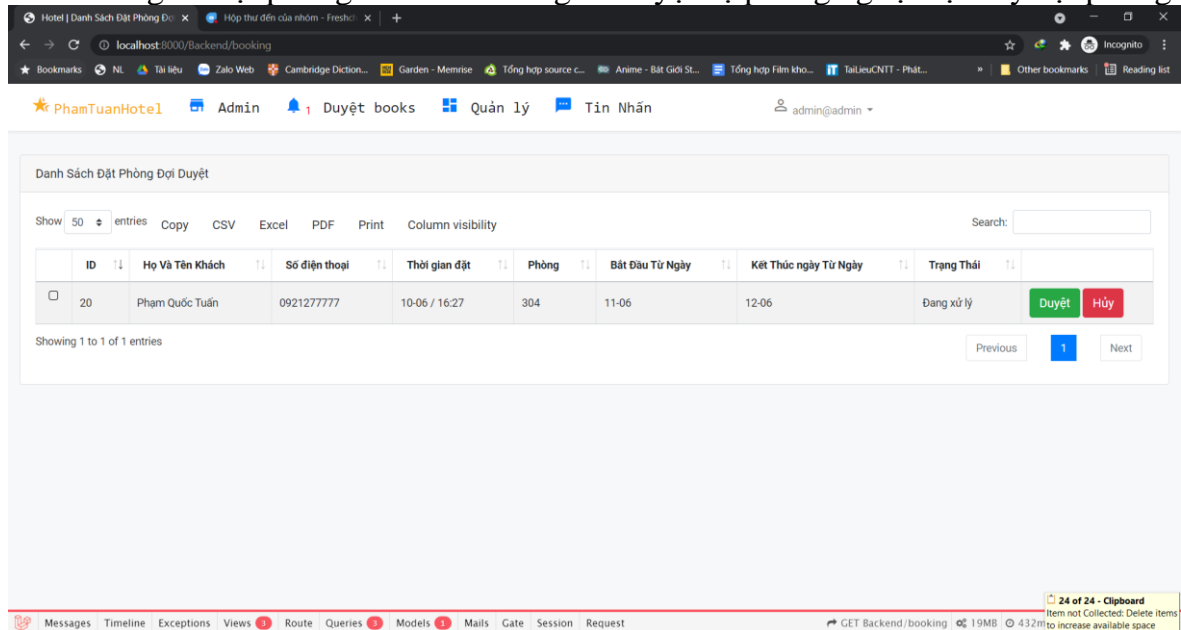 Hotel | Danh Sách Đặt Phòng Đợ
Hộp thư đến của nhóm - Freshch
localhost:8000/Backend/booking
Incognito
Bookmarks NL Tài liệu Zalo Web Cambridge Diction... Garden - Memrise Tổng hợp source c... Anime - Bát Giới St... Tổng hợp Film kho... TaiLieuCNTT - Phát... » Other bookmarks Reading list
PhamTuanHotel Admin 1 Duyệt books Quản lý Tin Nhắn admin@admin
Danh Sách Đặt Phòng Đợi Duyệt
Show 50 entries Copy CSV Excel PDF Print Column visibility Search:
ID Họ Và Tên Khách Số điện thoại Thời gian đặt Phòng Bắt Đầu Từ Ngày Kết Thúc ngày Từ Ngày Trạng Thái
20 Phạm Quốc Tuấn 0921277777 10-06 / 16:27 304 11-06 12-06 Đang xử lý Duyệt Hủy
Showing 1 to 1 of 1 entries
Previous 1 Next
24 of 24 - Clipboard
Item not Collected: Delete items
to increase available space
Messages Timeline Exceptions Views 3 Route Queries 3 Models 1 Mails Gate Session Request GET Backend/booking 19MB 432m